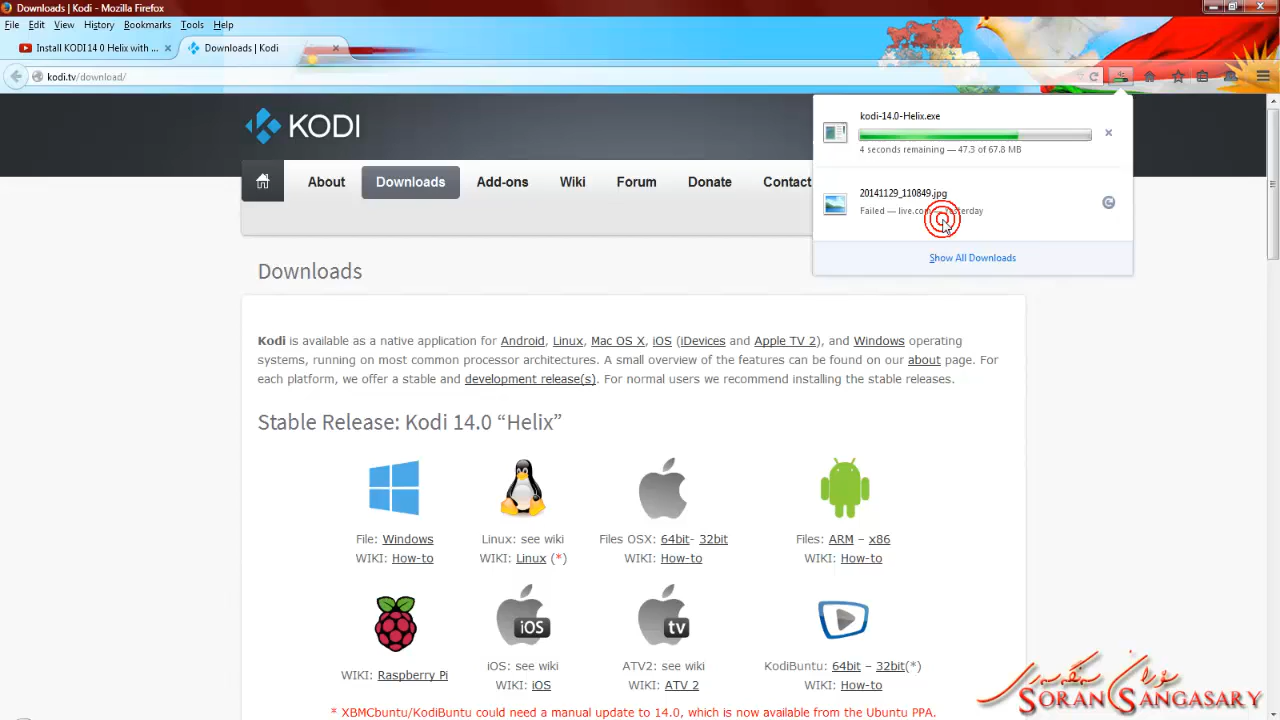 Downloads | Kodi - Mozilla Firefox
File Edit View History Bookmarks Tools Help
Install KODI 14 0 Helix with ...
Downloads | Kodi
kodi.tv/download/
kodi-14.0-Helix.exe
4 seconds remaining — 47.3 of 67.8 MB
20141129_110849.jpg
Failed — live.com — Yesterday
Show All Downloads
KODI
About Downloads Add-ons Wiki Forum Donate Contact
Downloads
Kodi is available as a native application for Android, Linux, Mac OS X, iOS (iDevices and Apple TV 2), and Windows operating
systems, running on most common processor architectures. A small overview of the features can be found on our about page. For
each platform, we offer a stable and development release(s). For normal users we recommend installing the stable releases.
Stable Release: Kodi 14.0 “Helix”
File: Windows
WIKI: How-to
Linux: see wiki
WIKI: Linux (*)
Files OSX: 64bit- 32bit
WIKI: How-to
Files: ARM – x86
WIKI: How-to
iOS
tv
WIKI: Raspberry Pi
iOS: see wiki
WIKI: iOS
ATV2: see wiki
WIKI: ATV 2
KodiBuntu: 64bit – 32bit(*)
WIKI: How-to
* XBMCbuntu/KodiBuntu could need a manual update to 14.0, which is now available from the Ubuntu PPA.
SORAN SANGASARY